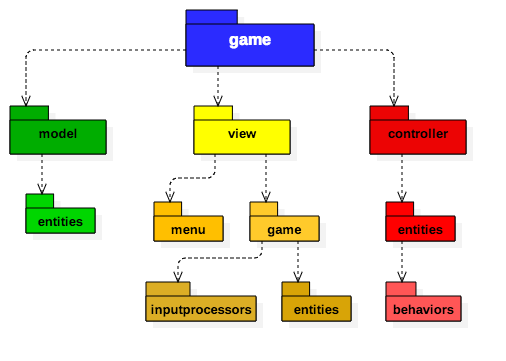 game
model
view
controller
entities
menu
game
entities
inputprocessors
entities
behaviors